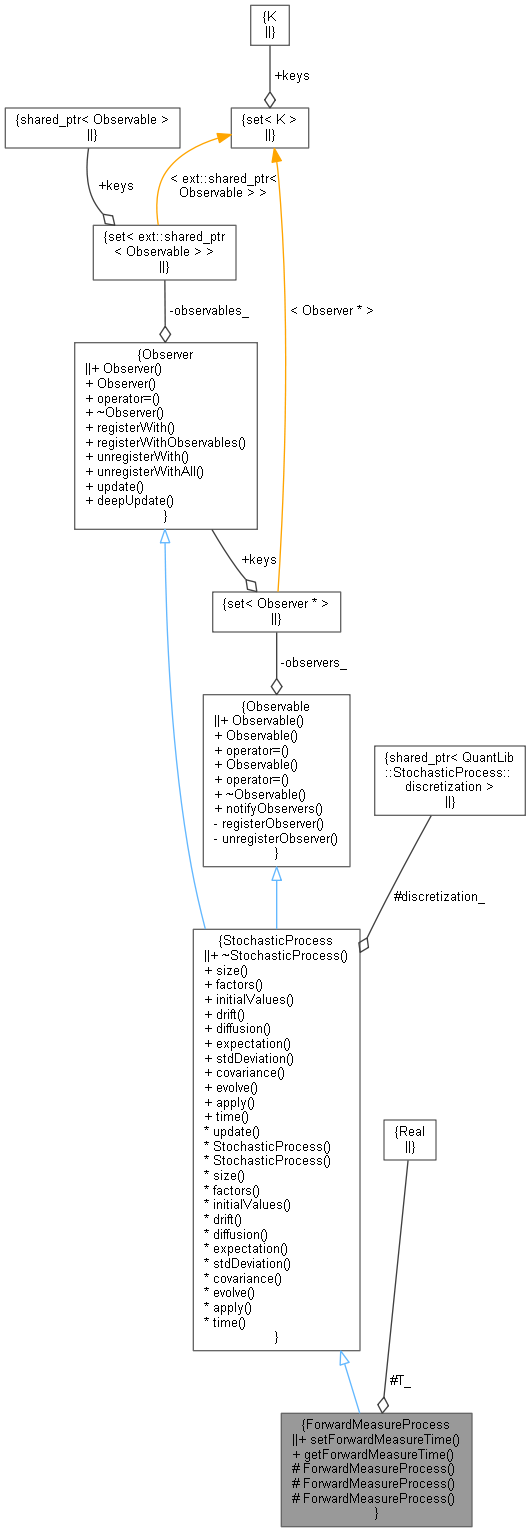 {K
||}
+keys
{shared_ptr< Observable >
||}
{set< K >
||}
+keys
< ext::shared_ptr<
Observable > >
{set< ext::shared_ptr
< Observable > >
||}
-observables_
< Observer * >
{Observer
||+ Observer()
+ Observer()
+ operator=()
+ ~Observer()
+ registerWith()
+ registerWithObservables()
+ unregisterWith()
+ unregisterWithAll()
+ update()
+ deepUpdate()
}
+keys
{set< Observer * >
||}
-observers_
{Observable
||+ Observable()
+ Observable()
+ operator=()
+ Observable()
+ operator=()
+ ~Observable()
+ notifyObservers()
- registerObserver()
- unregisterObserver()
}
{shared_ptr< QuantLib
::StochasticProcess::
discretization >
||}
#discretization_
{StochasticProcess
||+ ~StochasticProcess()
+ size()
+ factors()
+ initialValues()
+ drift()
+ diffusion()
+ expectation()
+ stdDeviation()
+ covariance()
+ evolve()
+ apply()
+ time()
* update()
* StochasticProcess()
* StochasticProcess()
* size()
* factors()
* initialValues()
* drift()
* diffusion()
* expectation()
* stdDeviation()
* covariance()
* evolve()
* apply()
* time()
}
{Real
||}
#T_
{ForwardMeasureProcess
||+ setForwardMeasureTime()
+ getForwardMeasureTime()
# ForwardMeasureProcess()
# ForwardMeasureProcess()
# ForwardMeasureProcess()
}